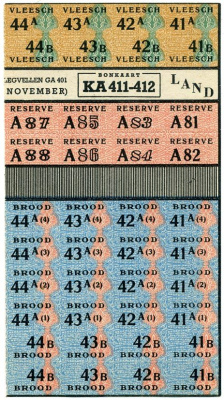 VLEESCH VLEESCH VLEESCH VLEESCH
44A 43A 42A 41A
44B 43B 42B 41B
VLEESCH VLEESCH VLEESCH VLEESCH
LEGVELLEN GA 401
NOVEMBER)
BONKAART
KA 411-412
LAND
RESERVE RESERVE RESERVE RESERVE
A87 A85 A83 A81
RESERVE RESERVE RESERVE RESERVE
A88 A86 A84 A82
BROOD BROOD BROOD BROOD
44A (4) 43A (4) 42A (4) 41A (4)
BROOD BROOD BROOD BROOD
44A (3) 43A (3) 42A (3) 41A (3)
BROOD BROOD BROOD BROOD
44A (2) 43A (2) 42A (2) 41A (2)
BROOD BROOD BROOD BROOD
44A (1) 43A (1) 42A (1) 41A (1)
44B 43B 42B 41B
BROOD BROOD BROOD BROOD
44B 43B 42B 41B
BROOD BROOD BROOD BROOD